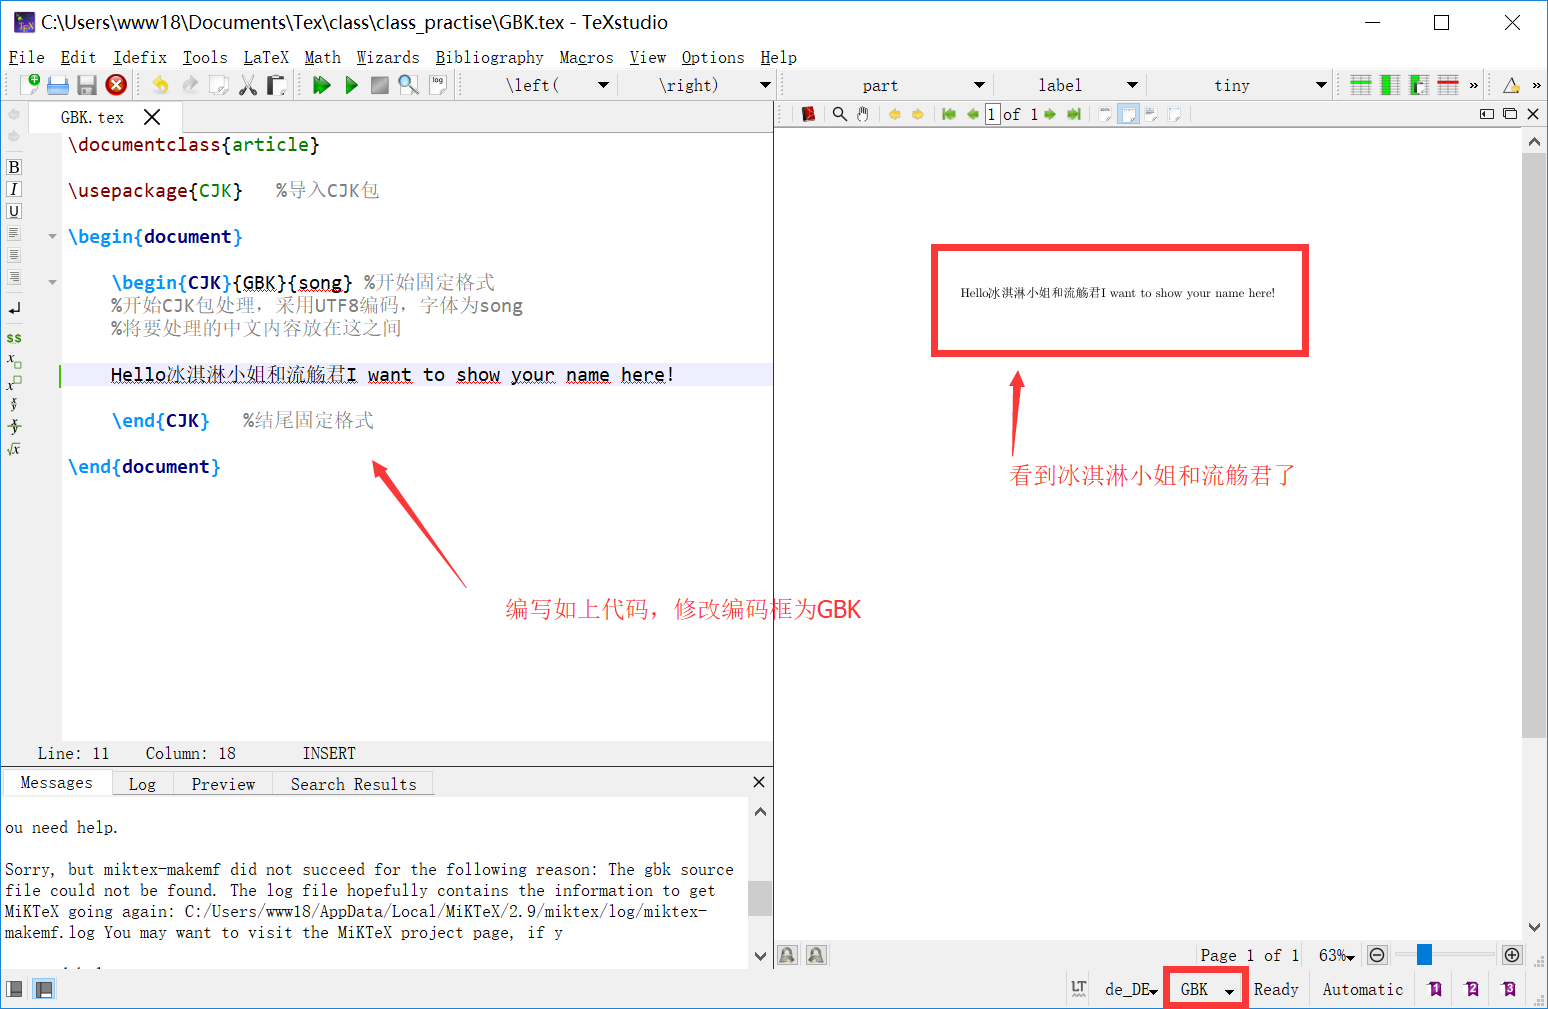 C:\Users\www18\Documents\Tex\class\class_practise\GBK.tex - TeXstudio
File Edit Idefix Tools LaTeX Math Wizards Bibliography Macros View Options Help
\left( \right) part label tiny
GBK.tex
1 of 1
\documentclass{article}
\usepackage{CJK} %导入CJK包
\begin{document}
\begin{CJK}{GBK}{song} %开始固定格式
%开始CJK包处理，采用UTF8编码，字体为song
%将要处理的中文内容放在这之间
Hello冰淇淋小姐和流觞君I want to show your name here!
\end{CJK} %结尾固定格式
\end{document}
编写如上代码，修改编码框为GBK
Hello冰淇淋小姐和流觞君I want to show your name here!
看到冰淇淋小姐和流觞君了
Line: 11 Column: 18 INSERT
Messages Log Preview Search Results
ou need help.
Sorry, but miktex-makemf did not succeed for the following reason: The gbk source
file could not be found. The log file hopefully contains the information to get
MiKTeX going again: C:/Users/www18/AppData/Local/MiKTeX/2.9/miktex/log/miktex-
makemf.log You may want to visit the MiKTeX project page, if y
Page 1 of 1 63%
LT de_DE GBK Ready Automatic 1 2 3